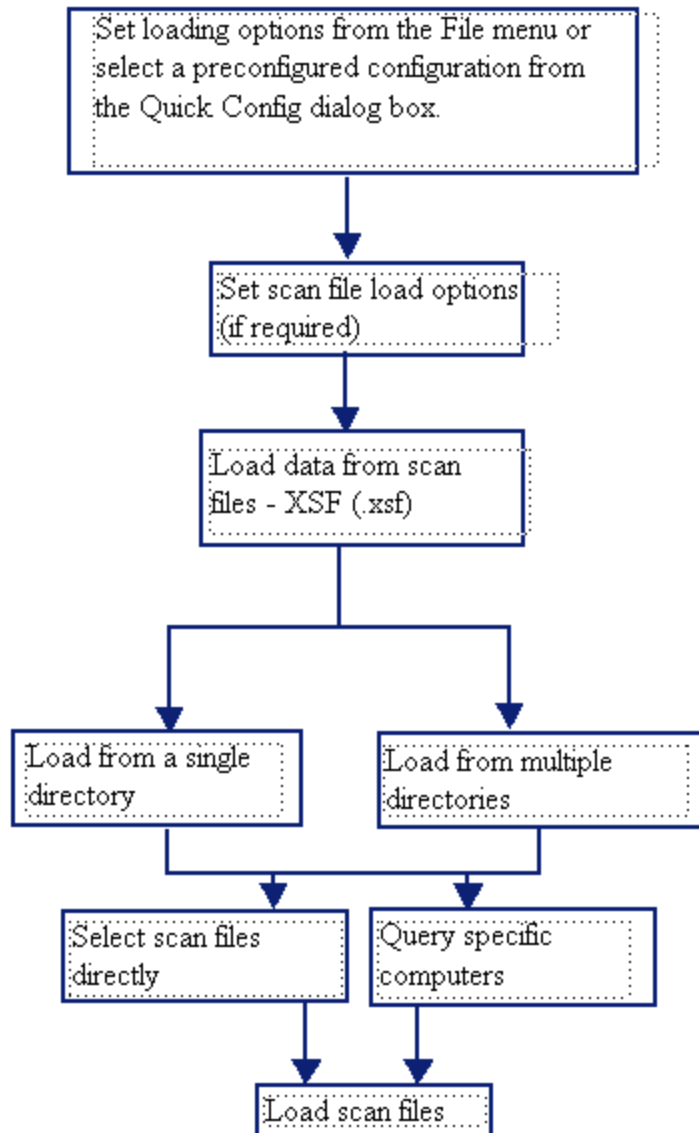 Set loading options from the File menu or
select a preconfigured configuration from
the Quick Config dialog box.
Set scan file load options
(if required)
Load data from scan
files - XSF (.xsf)
Load from a single
directory
Load from multiple
directories
Select scan files
directly
Query specific
computers
Load scan files